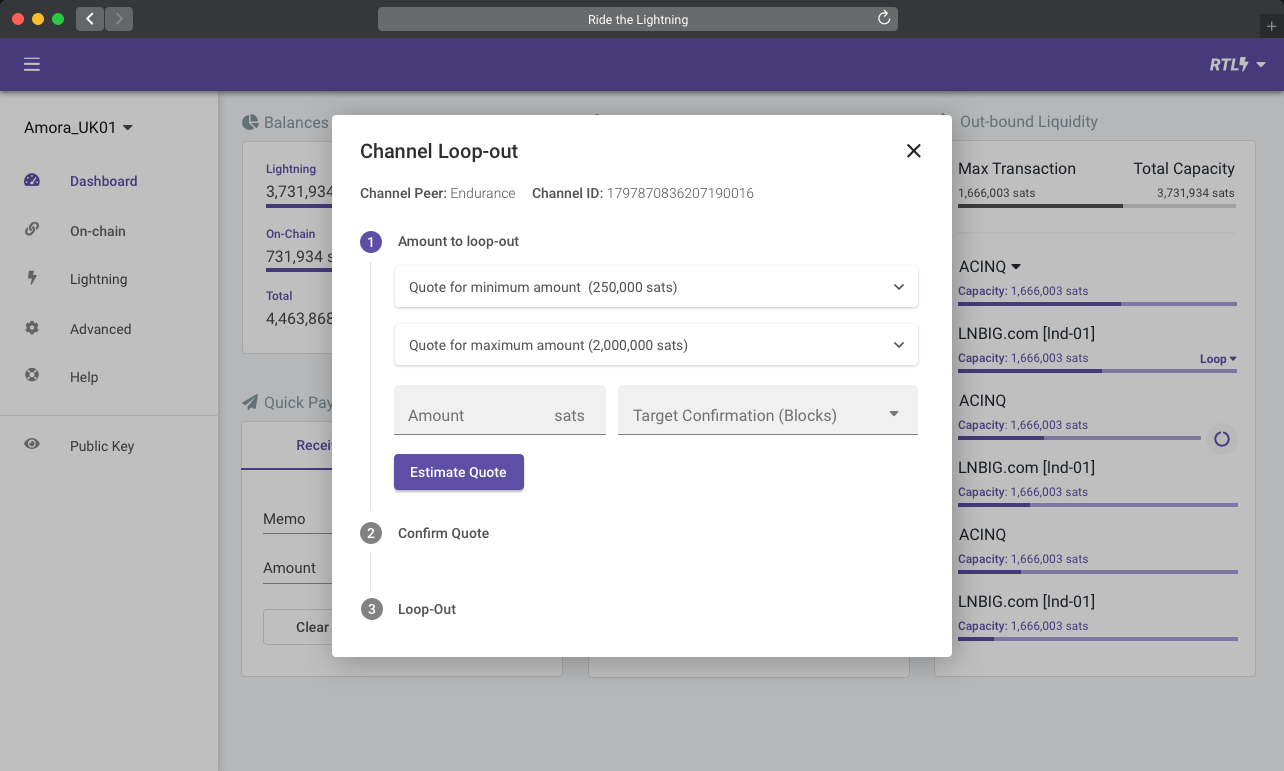 Ride the Lightning
RTL
Amora_UK01
Dashboard
On-chain
Lightning
Advanced
Help
Public Key
Balances
Lightning
3,731,934
On-Chain
731,934
Total
4,463,868
Quick Pay
Memo
Amount
Clear
Channel Loop-out
Channel Peer: Endurance Channel ID: 1797870836207190016
1 Amount to loop-out
Quote for minimum amount (250,000 sats)
Quote for maximum amount (2,000,000 sats)
Amount sats Target Confirmation (Blocks)
Estimate Quote
2 Confirm Quote
3 Loop-Out
Out-bound Liquidity
Max Transaction Total Capacity
1,666,003 sats 3,731,934 sats
ACINQ
Capacity: 1,666,003 sats
LNBIG.com [Ind-01]
Capacity: 1,666,003 sats Loop
ACINQ
Capacity: 1,666,003 sats
LNBIG.com [Ind-01]
Capacity: 1,666,003 sats
ACINQ
Capacity: 1,666,003 sats
LNBIG.com [Ind-01]
Capacity: 1,666,003 sats